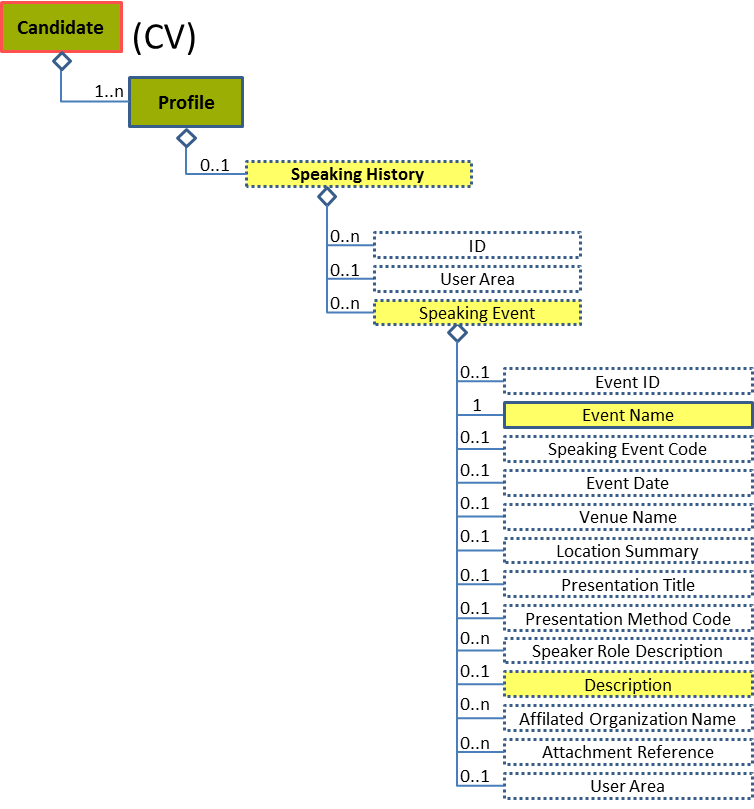 Candidate
(CV)
1..n
Profile
0..1
Speaking History
0..n
ID
0..1
User Area
0..n
Speaking Event
0..1
Event ID
1
Event Name
0..1
Speaking Event Code
0..1
Event Date
0..1
Venue Name
0..1
Location Summary
0..1
Presentation Title
0..1
Presentation Method Code
0..n
Speaker Role Description
0..1
Description
0..n
Affilated Organization Name
0..n
Attachment Reference
0..1
User Area